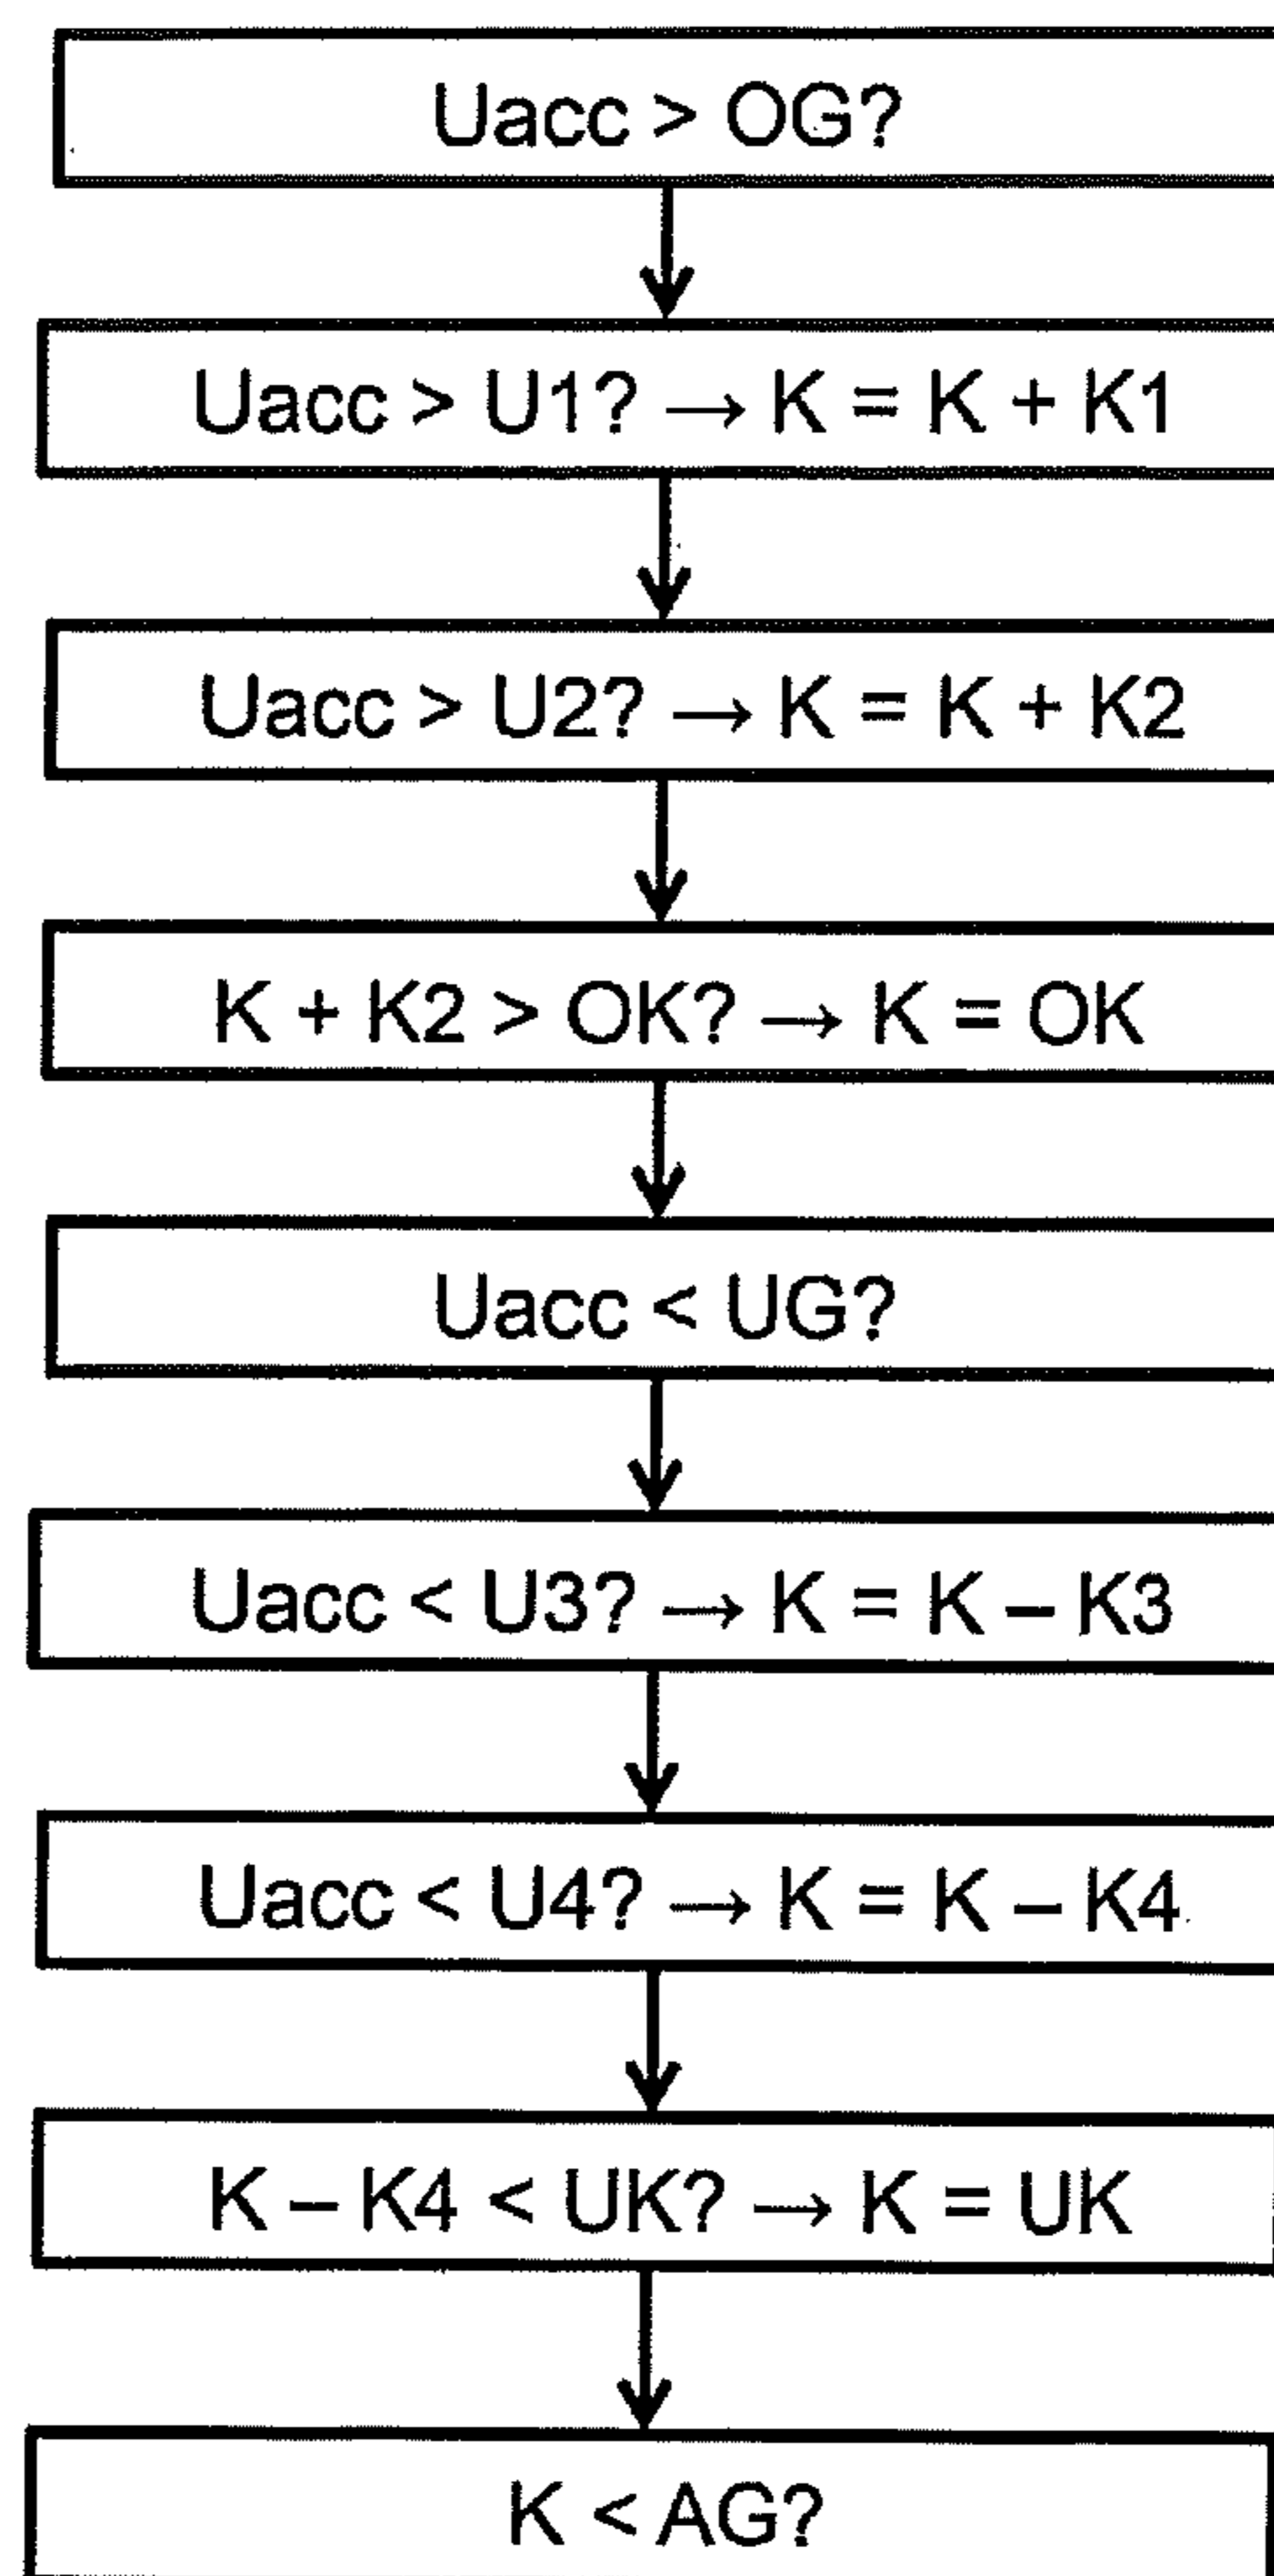 Uacc > OG?
Uacc > U1? → K = K + K1
Uacc > U2? → K = K + K2
K + K2 > OK? → K = OK
Uacc < UG?
Uacc < U3? → K = K – K3
Uacc < U4? → K = K – K4
K – K4 < UK? → K = UK
K < AG?